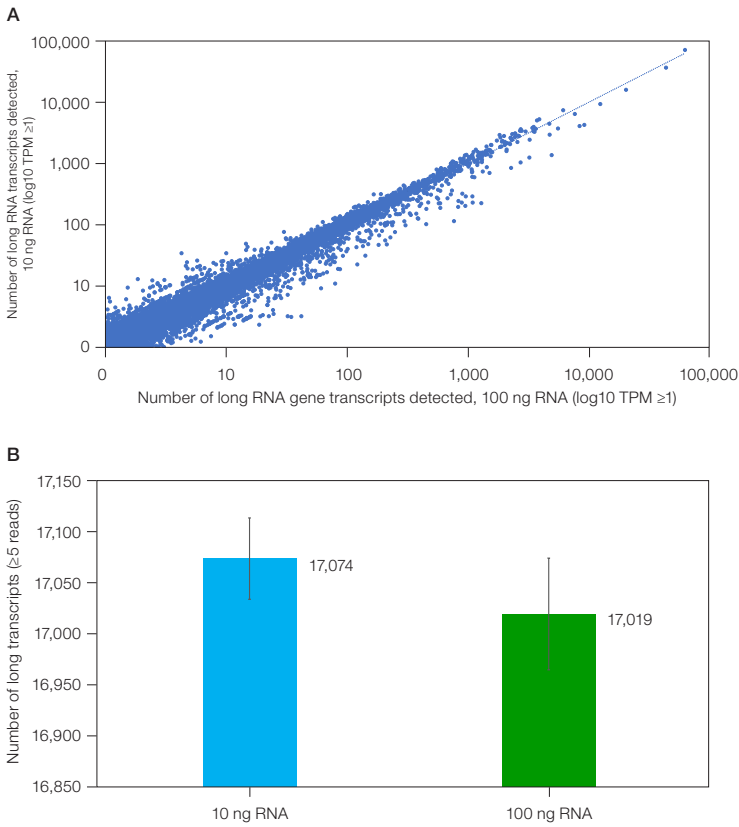 A
Number of long RNA transcripts detected,
10 ng RNA (log10 TPM ≥1)
100,000
10,000
1,000
100
10
0
0 10 100 1,000 10,000 100,000
Number of long RNA gene transcripts detected, 100 ng RNA (log10 TPM ≥1)
B
Number of long transcripts (≥5 reads)
17,150
17,100
17,050
17,000
16,950
16,900
16,850
17,074
17,019
10 ng RNA 100 ng RNA